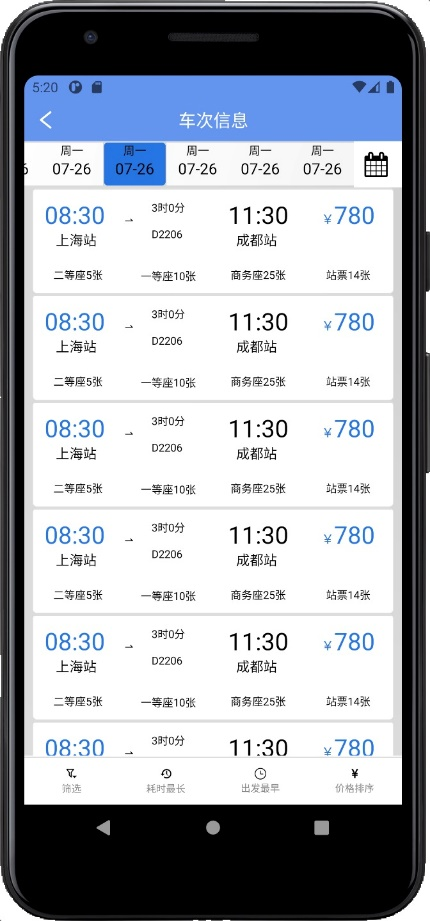 5:20
车次信息
周一 周一 周一 周一 周一
6 07-26 07-26 07-26 07-26 07-26
08:30 → 3时0分 11:30 ¥780
上海站 D2206 成都站
二等座5张 一等座10张 商务座25张 站票14张
08:30 → 3时0分 11:30 ¥780
上海站 D2206 成都站
二等座5张 一等座10张 商务座25张 站票14张
08:30 → 3时0分 11:30 ¥780
上海站 D2206 成都站
二等座5张 一等座10张 商务座25张 站票14张
08:30 → 3时0分 11:30 ¥780
上海站 D2206 成都站
二等座5张 一等座10张 商务座25张 站票14张
08:30 → 3时0分 11:30 ¥780
上海站 D2206 成都站
二等座5张 一等座10张 商务座25张 站票14张
08:30 → 3时0分 11:30 ¥780
筛选 耗时最长 出发最早 价格排序